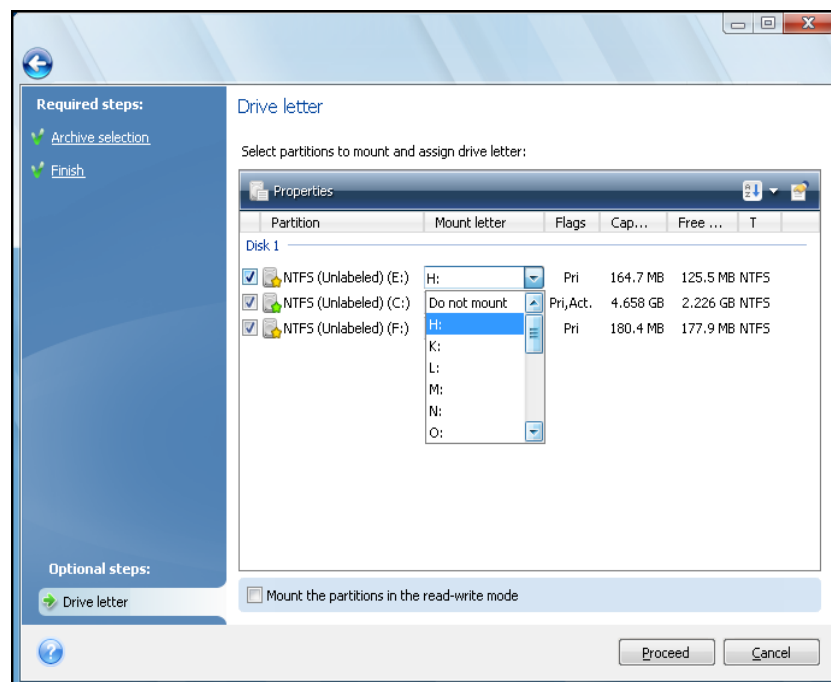 Required steps:
Archive selection
Finish
Drive letter
Select partitions to mount and assign drive letter:
Properties
Partition Mount letter Flags Cap... Free ... T
Disk 1
NTFS (Unlabeled) (E:) H: Pri 164.7 MB 125.5 MB NTFS
NTFS (Unlabeled) (C:) Do not mount Pri,Act. 4.658 GB 2.226 GB NTFS
NTFS (Unlabeled) (F:) H: Pri 180.4 MB 177.9 MB NTFS
K:
L:
M:
N:
O:
Optional steps:
Drive letter
Mount the partitions in the read-write mode
Proceed Cancel